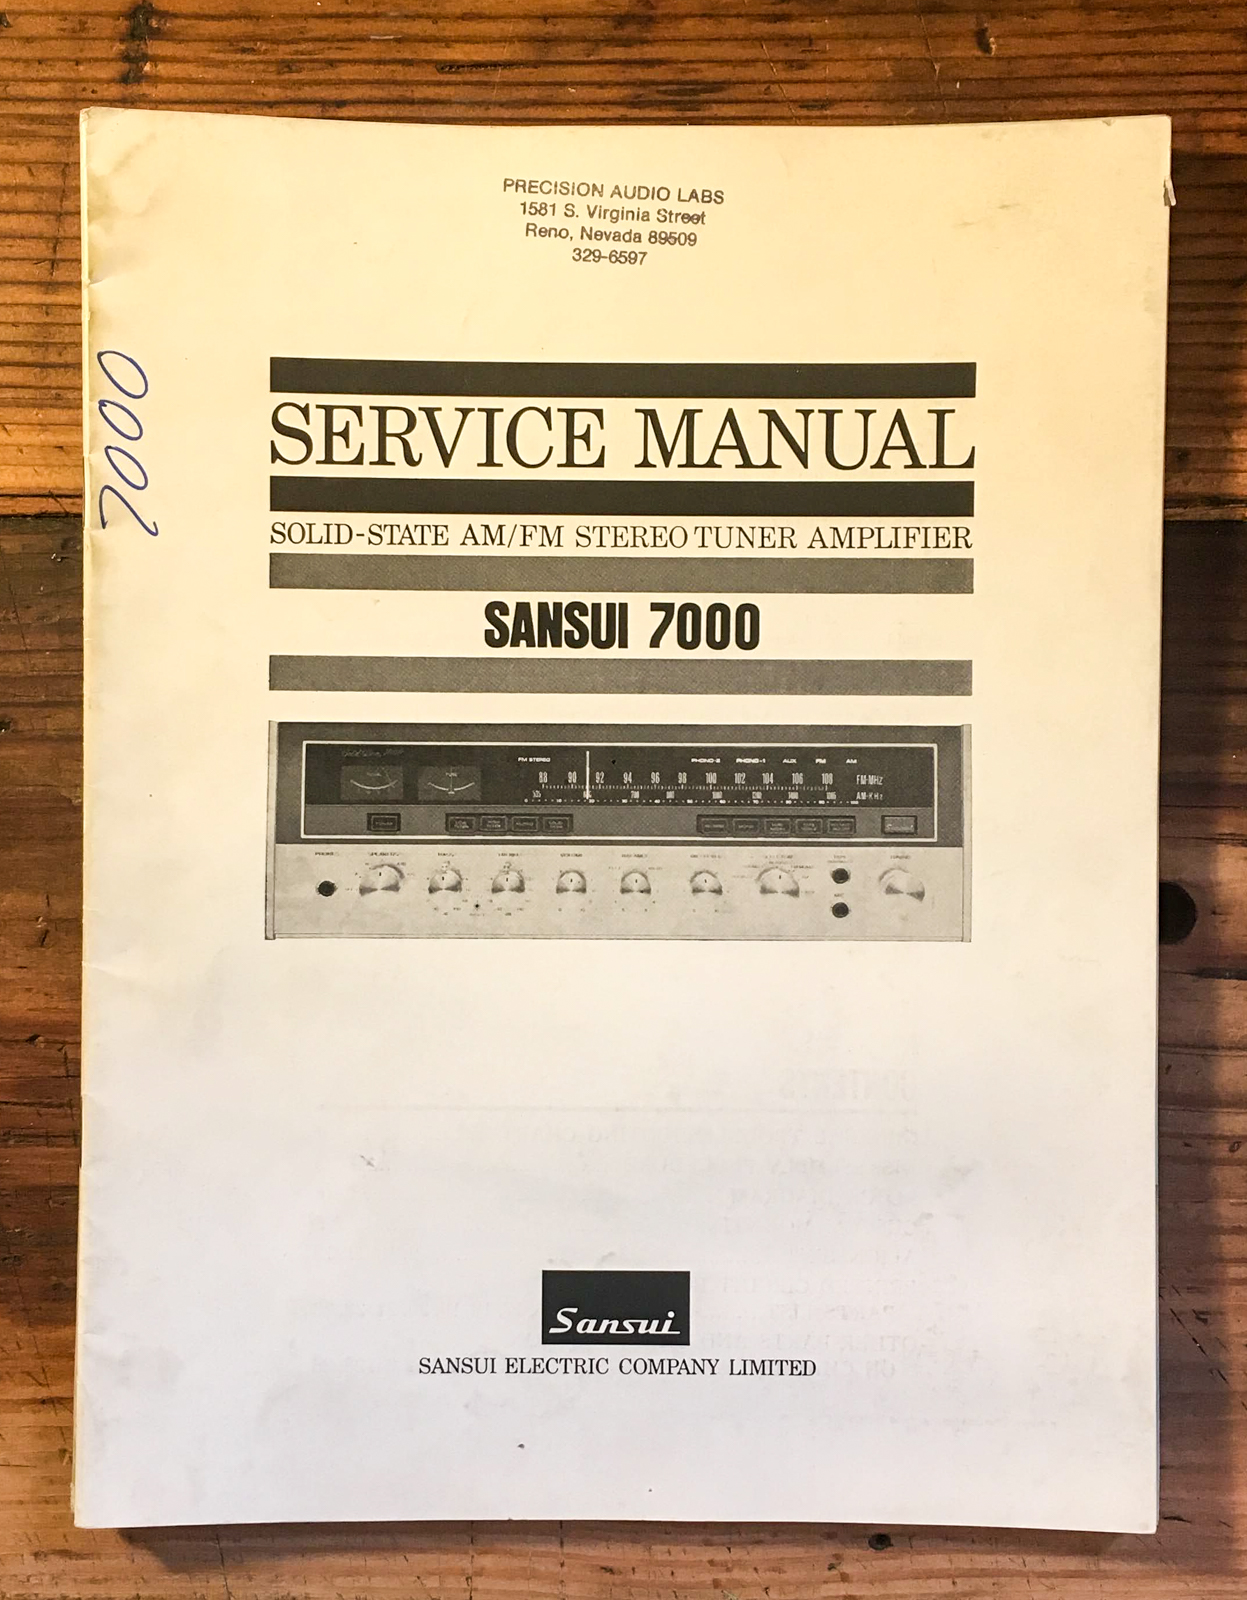 PRECISION AUDIO LABS
1581 S. Virginia Street
Reno, Nevada 89509
329-6597
7000
SERVICE MANUAL
SOLID-STATE AM/FM STEREO TUNER AMPLIFIER
SANSUI 7000
FM STEREO
PHONO-2 PHONO-1 AUX FM AM
88 90 92 94 96 98 100 102 104 106 108 FM-MHz
AM-KHz
Sansui
SANSUI ELECTRIC COMPANY LIMITED